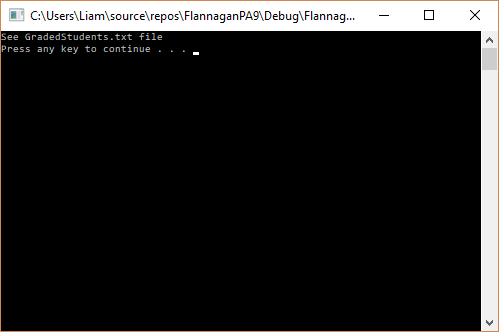 C:\Users\Liam\source\repos\FlannaganPA9\Debug\Flannag...
See GradedStudents.txt file
Press any key to continue . . .